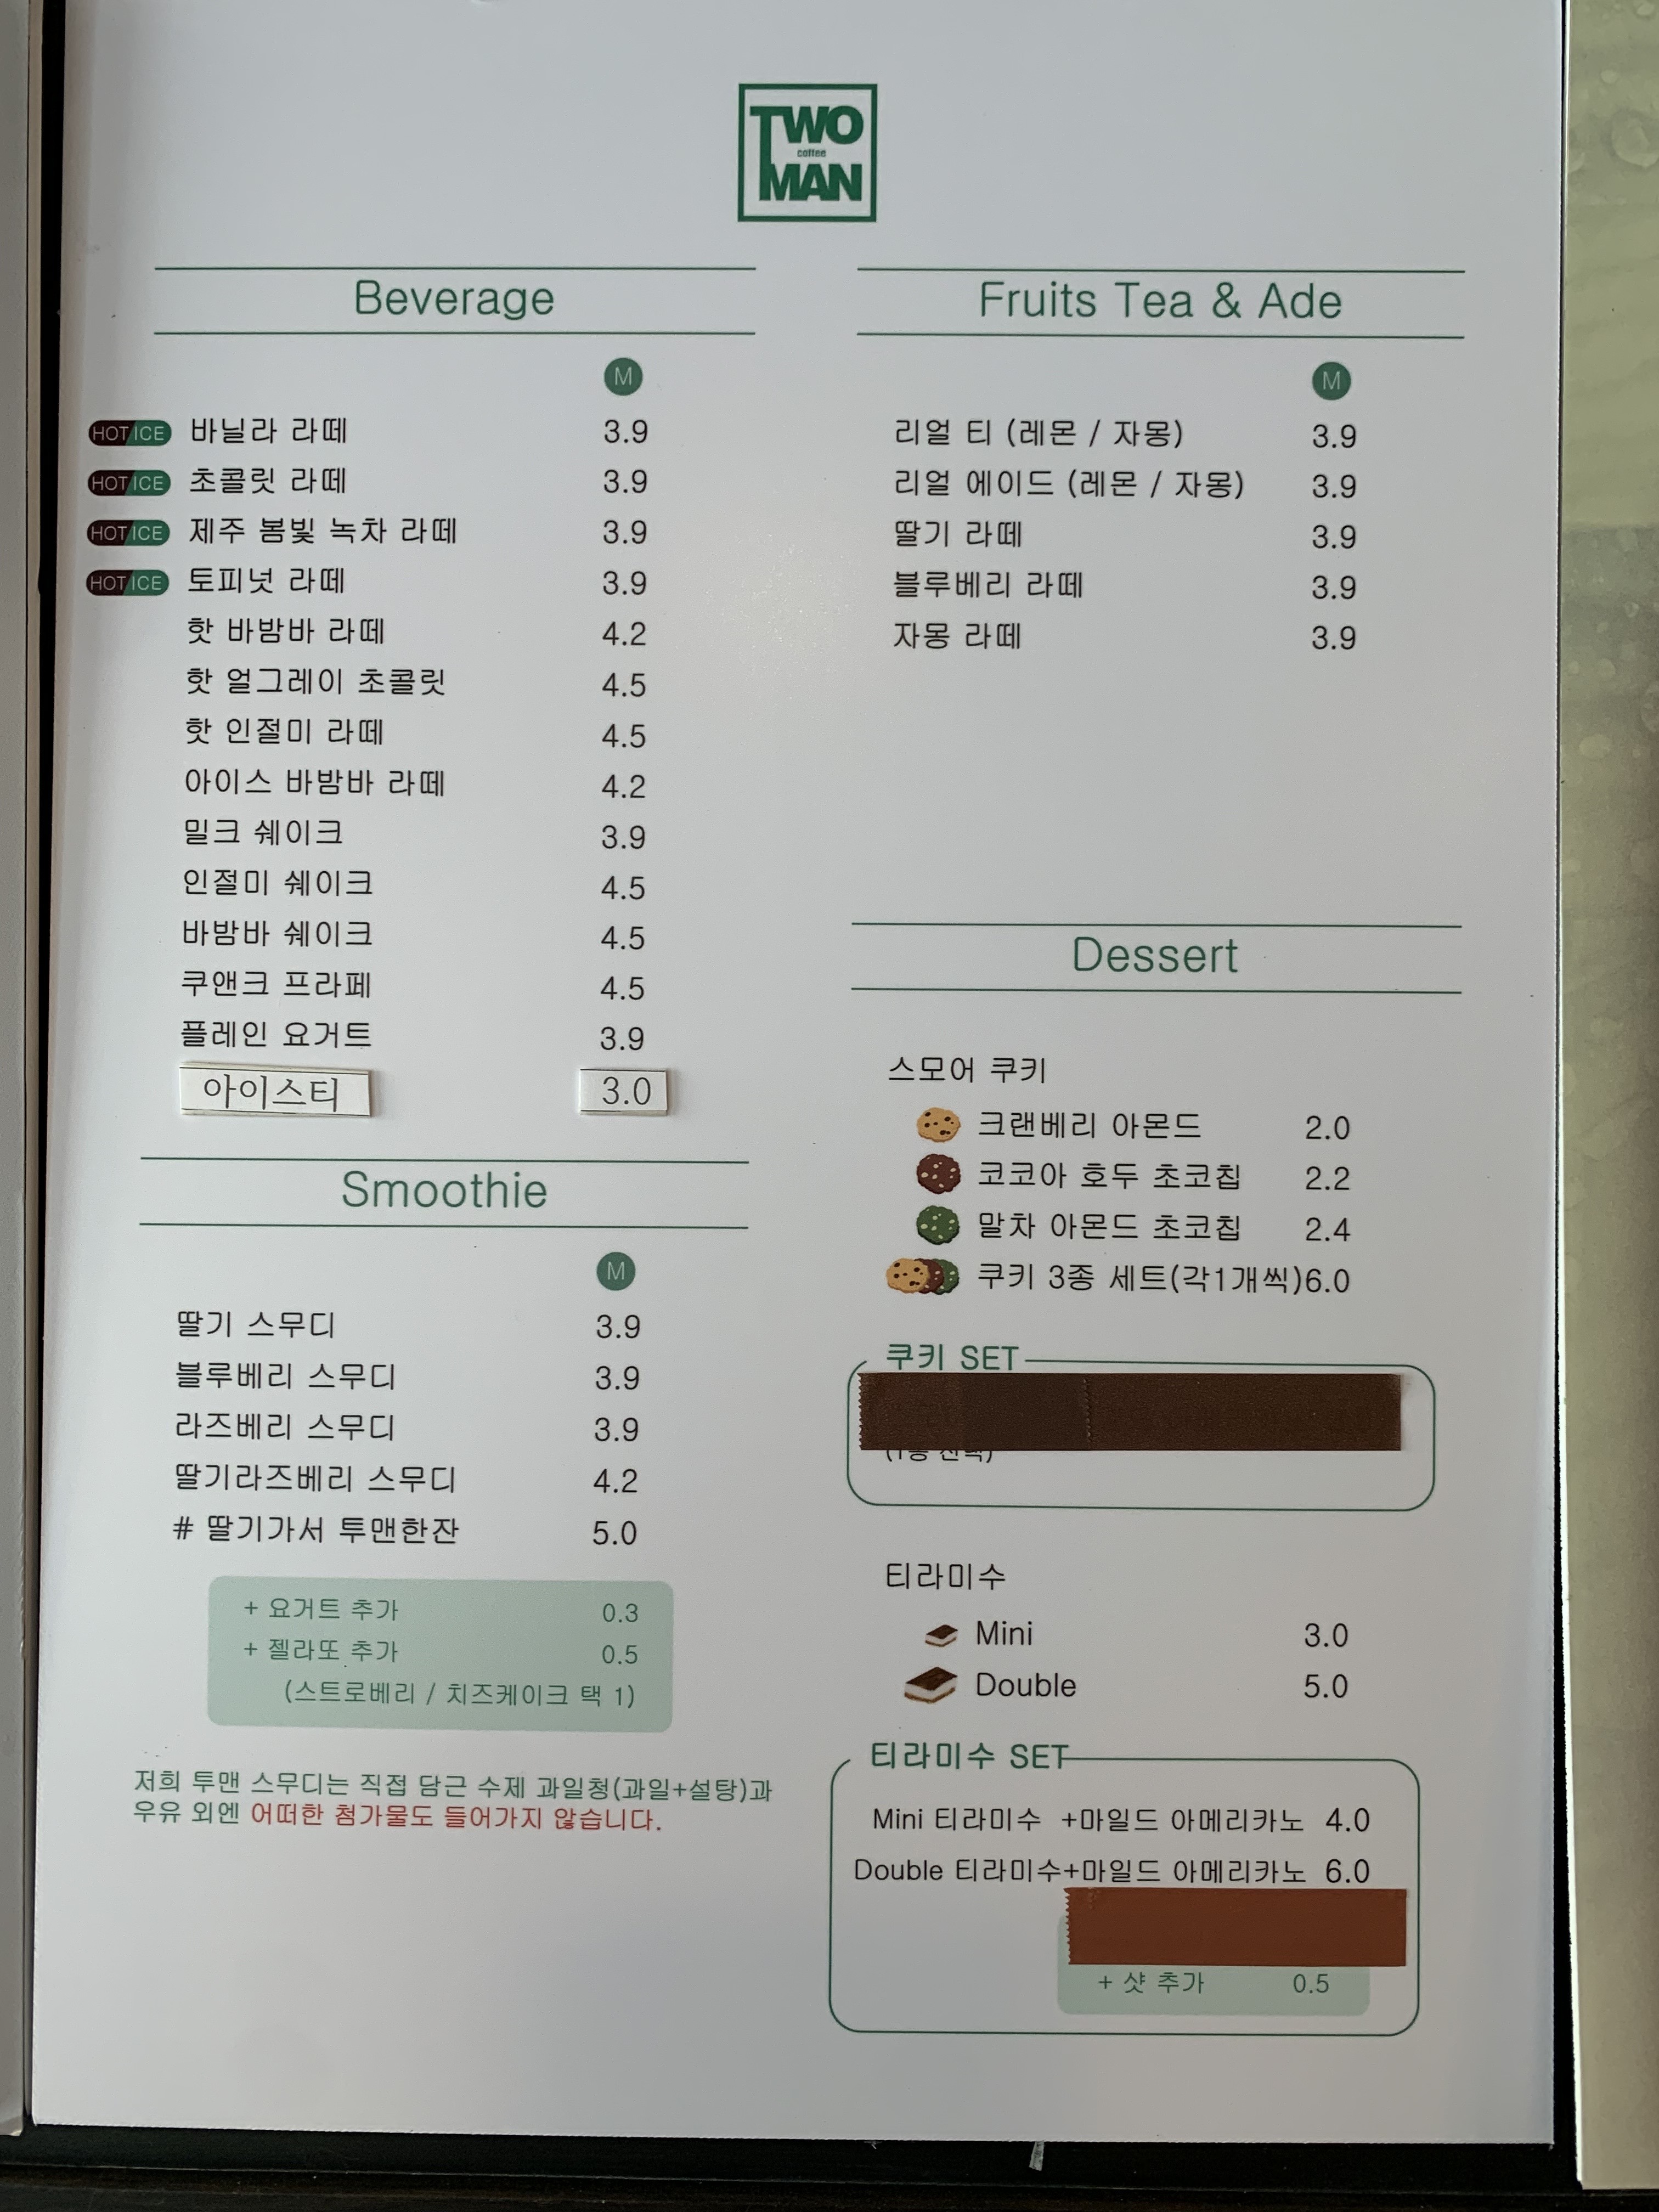 TWO
coffee
MAN
Beverage
M
HOT ICE 바닐라 라떼 3.9
HOT ICE 초콜릿 라떼 3.9
HOT ICE 제주 봄빛 녹차 라떼 3.9
HOT ICE 토피넛 라떼 3.9
핫 바밤바 라떼 4.2
핫 얼그레이 초콜릿 4.5
핫 인절미 라떼 4.5
아이스 바밤바 라떼 4.2
밀크 쉐이크 3.9
인절미 쉐이크 4.5
바밤바 쉐이크 4.5
쿠앤크 프라페 4.5
플레인 요거트 3.9
아이스티 3.0
Smoothie
M
딸기 스무디 3.9
블루베리 스무디 3.9
라즈베리 스무디 3.9
딸기라즈베리 스무디 4.2
# 딸기가서 투맨한잔 5.0
+ 요거트 추가 0.3
+ 젤라또 추가 0.5
(스트로베리 / 치즈케이크 택 1)
저희 투맨 스무디는 직접 담근 수제 과일청(과일+설탕)과
우유 외엔 어떠한 첨가물도 들어가지 않습니다.
Fruits Tea & Ade
M
리얼 티 (레몬 / 자몽) 3.9
리얼 에이드 (레몬 / 자몽) 3.9
딸기 라떼 3.9
블루베리 라떼 3.9
자몽 라떼 3.9
Dessert
스모어 쿠키
크랜베리 아몬드 2.0
코코아 호두 초코칩 2.2
말차 아몬드 초코칩 2.4
쿠키 3종 세트(각1개씩)6.0
쿠키 SET
티라미수
Mini 3.0
Double 5.0
티라미수 SET
Mini 티라미수 +마일드 아메리카노 4.0
Double 티라미수+마일드 아메리카노 6.0
+ 샷 추가 0.5